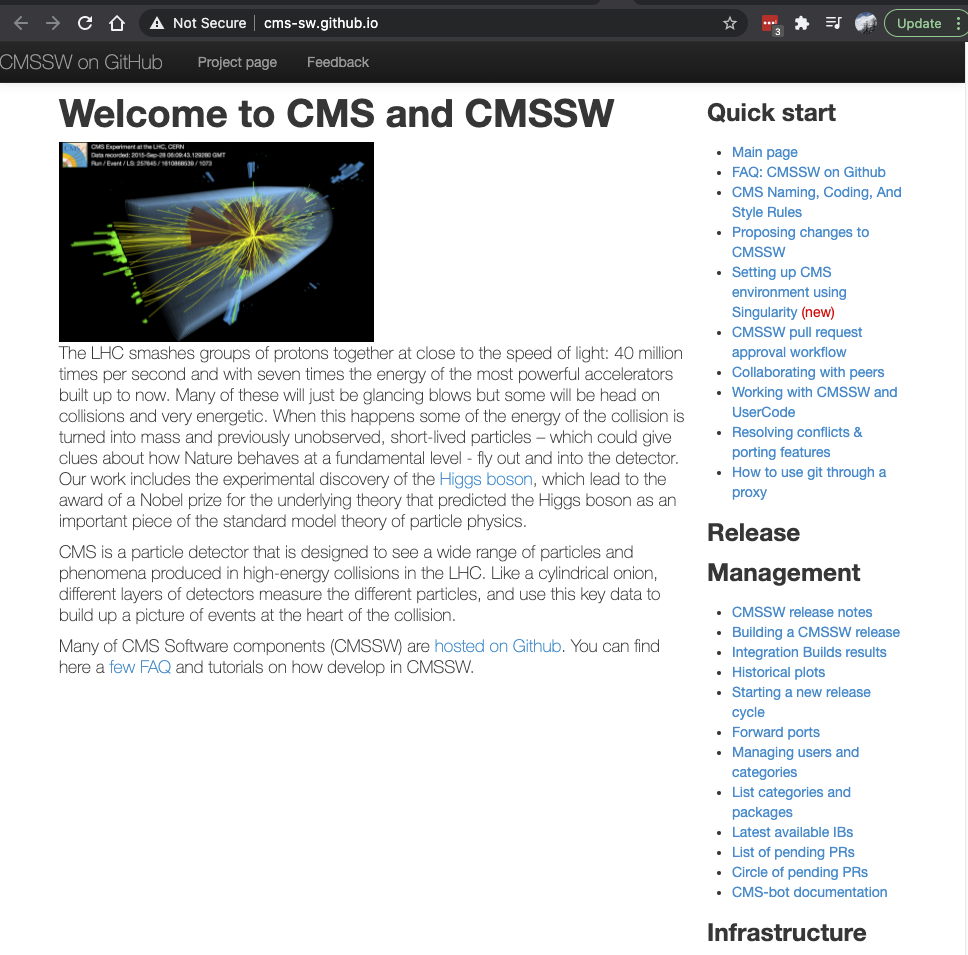 Not Secure
cms-sw.github.io
3
Update
CMSSW on GitHub
Project page
Feedback
Welcome to CMS and CMSSW
CMS Experiment at the LHC, CERN
Data recorded: 2015-Sep-28 06:09:43.129280 GMT
Run / Event / LS: 257645 / 1610868539 / 1073
The LHC smashes groups of protons together at close to the speed of light: 40 million
times per second and with seven times the energy of the most powerful accelerators
built up to now. Many of these will just be glancing blows but some will be head on
collisions and very energetic. When this happens some of the energy of the collision is
turned into mass and previously unobserved, short-lived particles – which could give
clues about how Nature behaves at a fundamental level - fly out and into the detector.
Our work includes the experimental discovery of the Higgs boson, which lead to the
award of a Nobel prize for the underlying theory that predicted the Higgs boson as an
important piece of the standard model theory of particle physics.
CMS is a particle detector that is designed to see a wide range of particles and
phenomena produced in high-energy collisions in the LHC. Like a cylindrical onion,
different layers of detectors measure the different particles, and use this key data to
build up a picture of events at the heart of the collision.
Many of CMS Software components (CMSSW) are hosted on Github. You can find
here a few FAQ and tutorials on how develop in CMSSW.
Quick start
Main page
FAQ: CMSSW on Github
CMS Naming, Coding, And
Style Rules
Proposing changes to
CMSSW
Setting up CMS
environment using
Singularity (new)
CMSSW pull request
approval workflow
Collaborating with peers
Working with CMSSW and
UserCode
Resolving conflicts &
porting features
How to use git through a
proxy
Release
Management
CMSSW release notes
Building a CMSSW release
Integration Builds results
Historical plots
Starting a new release
cycle
Forward ports
Managing users and
categories
List categories and
packages
Latest available IBs
List of pending PRs
Circle of pending PRs
CMS-bot documentation
Infrastructure